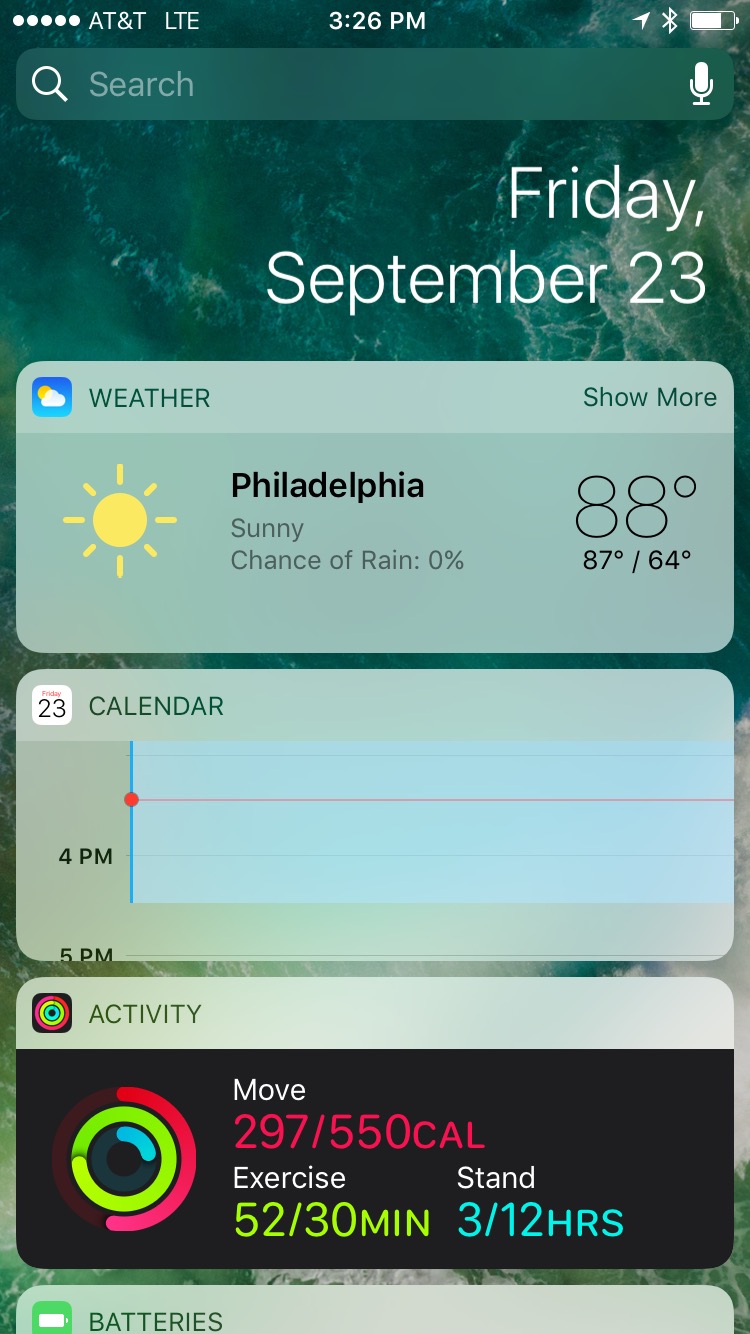 AT&T LTE 3:26 PM
Search
Friday,
September 23
WEATHER Show More
Philadelphia 88°
Sunny
Chance of Rain: 0% 87° / 64°
Friday
23 CALENDAR
4 PM
5 PM
ACTIVITY
Move
297/550CAL
Exercise Stand
52/30MIN 3/12HRS
BATTERIES